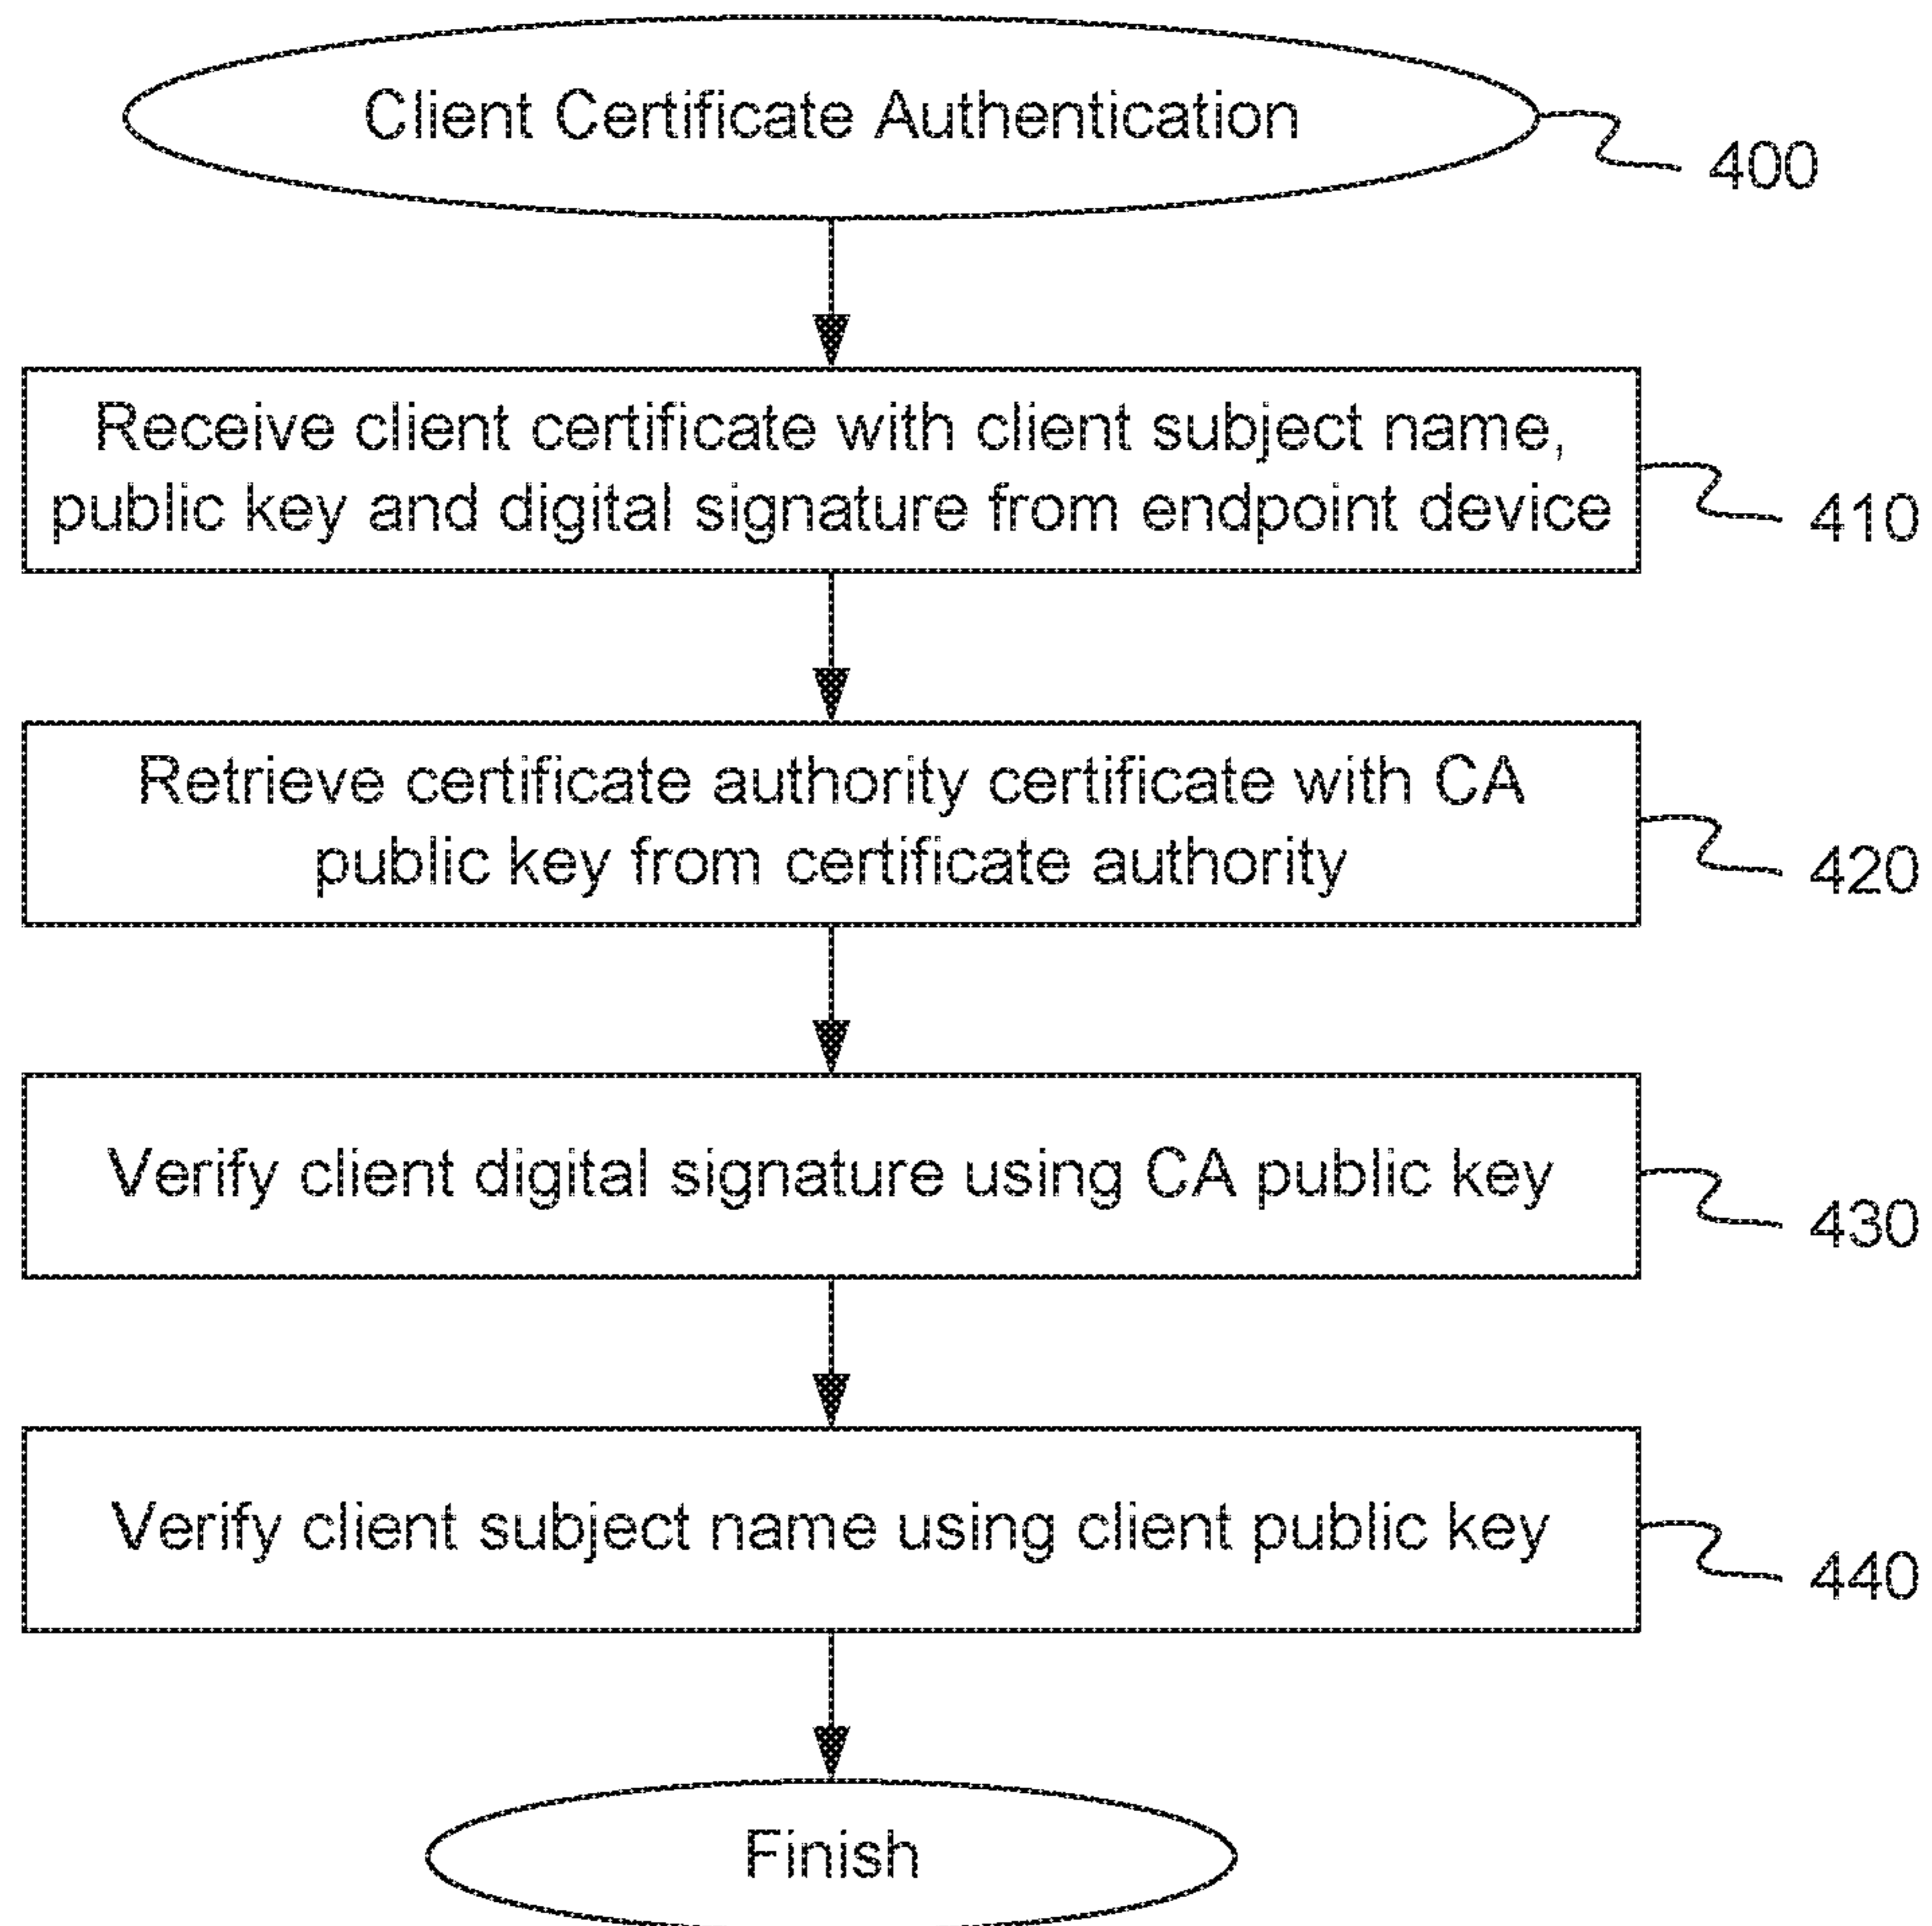 Client Certificate Authentication
400
Receive client certificate with client subject name,
public key and digital signature from endpoint device
410
Retrieve certificate authority certificate with CA
public key from certificate authority
420
Verify client digital signature using CA public key
430
Verify client subject name using client public key
440
Finish